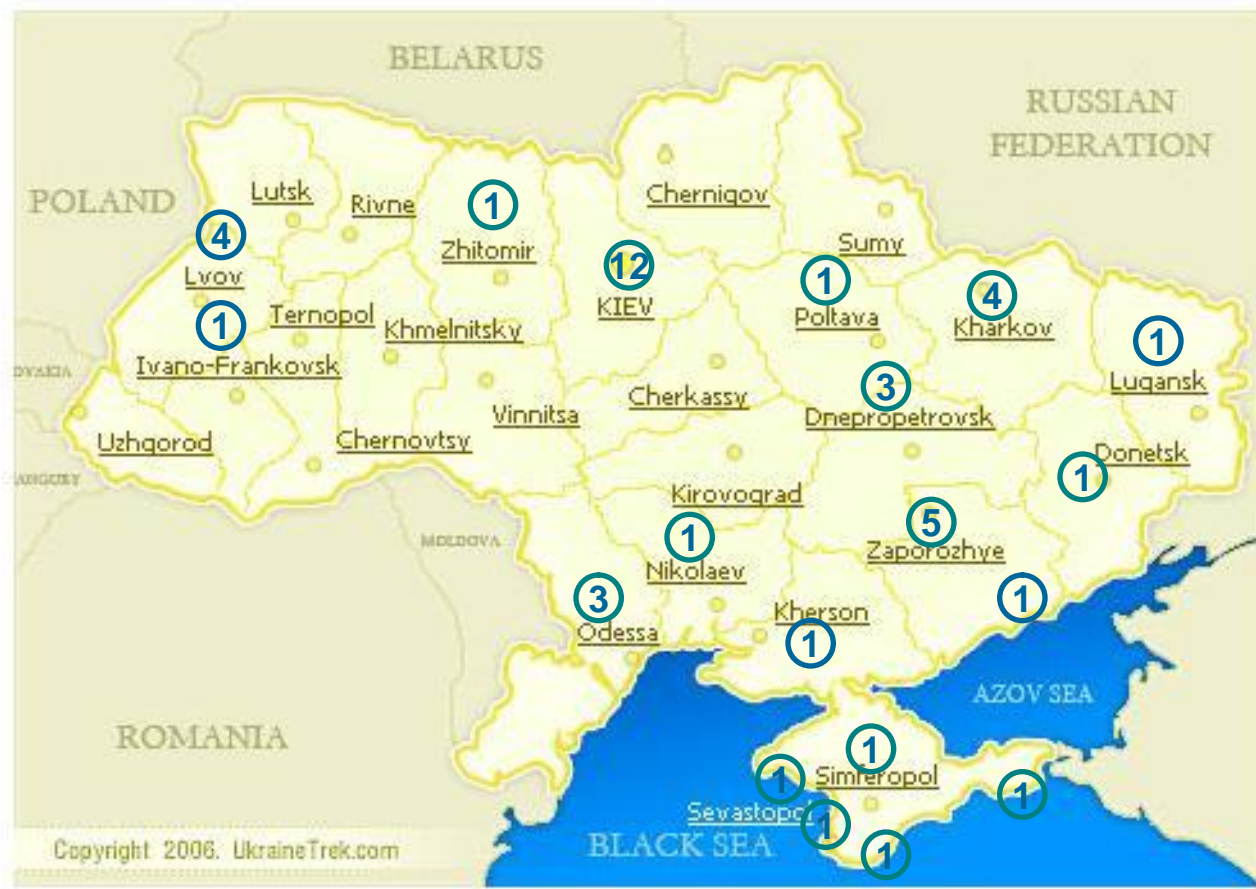 BELARUS
RUSSIAN
FEDERATION
POLAND
Lutsk
Rivne
1
Zhitomir
Chernigov
Sumy
4
Lvov
12
KIEV
1
Poltava
4
Kharkov
1
Lugansk
1
Ivano-Frankovsk
Ternopol
Khmelnitsky
3
Dnepropetrovsk
Cherkassy
Vinnitsa
Uzhgorod
Chernovtsy
1
Donetsk
Kirovograd
5
Zaporozhye
1
Nikolaev
MOLDOVA
3
Odessa
Kherson
1
1
AZOV SEA
ROMANIA
1
Simferopol
1
1
Sevastopol
1
1
BLACK SEA
Copyright 2006. UkraineTrek.com